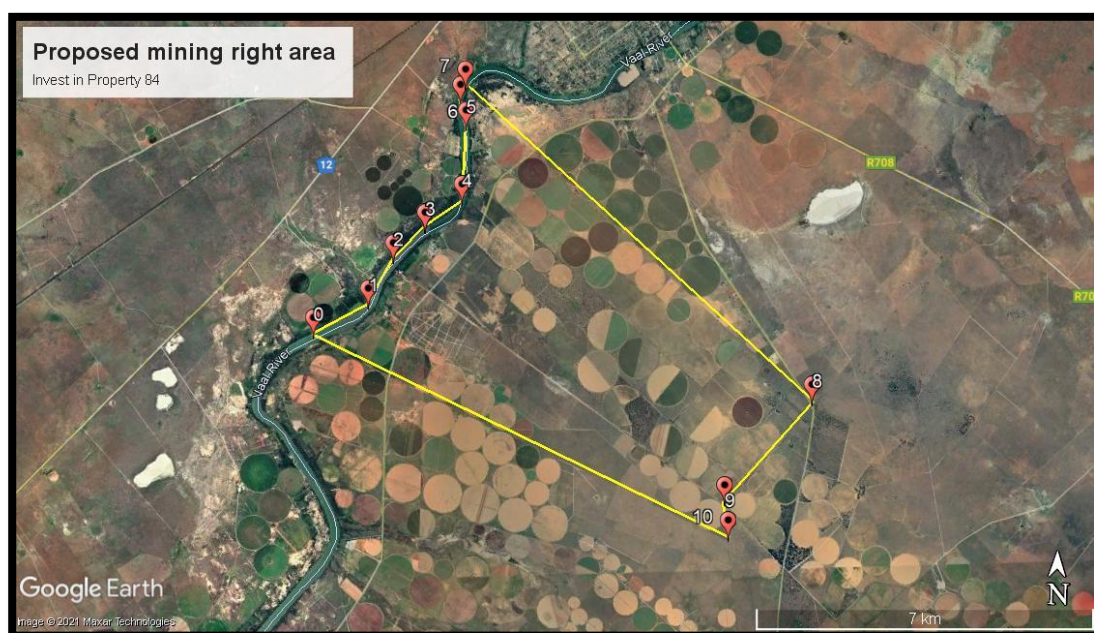 Proposed mining right area
Invest in Property 84
Vaal River
7
6
5
12
R708
4
3
2
1
0
Vaal River
8
9
10
Google Earth
N
Image © 2021 Maxar Technologies
7 km